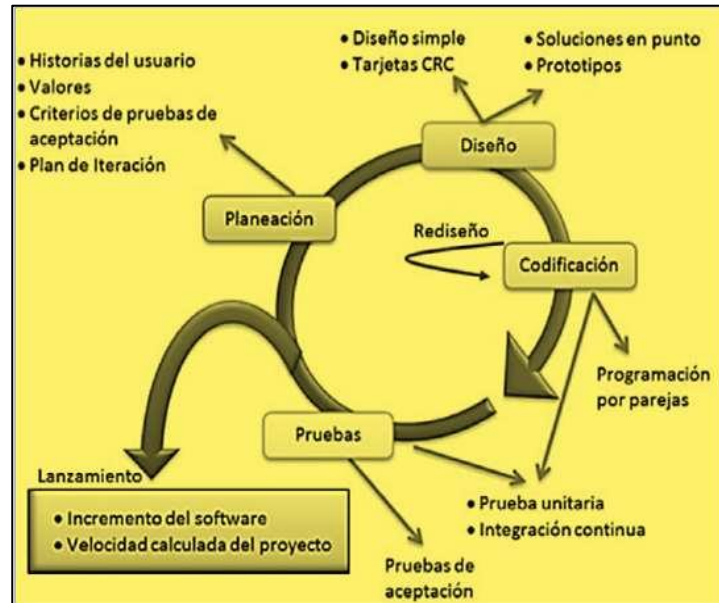 • Historias del usuario
• Valores
• Criterios de pruebas de
aceptación
• Plan de Iteración
• Diseño simple
• Tarjetas CRC
• Soluciones en punto
• Prototipos
Diseño
Planeación
Rediseño
Codificación
Programación
por parejas
Pruebas
• Prueba unitaria
• Integración continua
Pruebas de
aceptación
Lanzamiento
• Incremento del software
• Velocidad calculada del proyecto